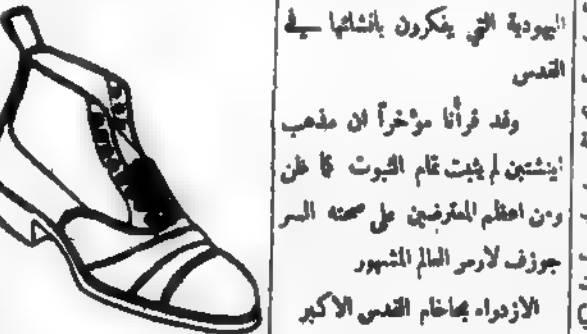 اليهودية التي يفكرون بانشائها في
القدس
وقد قرأنا مؤخراً ان مذهب
اينشتين لم يثبت تمام الثبوت كما ظن
ومن اعظم المعترضين على صحته السر
جوزف لارمر العالم المشهور
الازدراء بحاخام القدس الاكبر